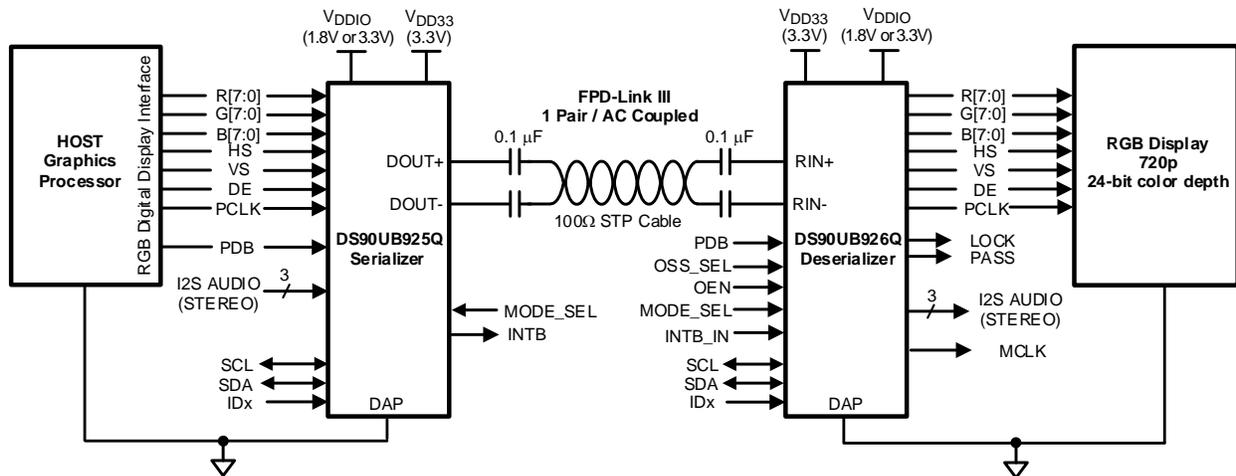 VDDIO
(1.8V or 3.3V)
VDD33
(3.3V)
VDD33
(3.3V)
VDDIO
(1.8V or 3.3V)
HOST
Graphics
Processor
RGB Digital Display Interface
R[7:0]
G[7:0]
B[7:0]
HS
VS
DE
PCLK
PDB
I2S AUDIO
(STEREO)
3
SCL
SDA
IDx
DOUT+
DOUT-
DS90UB925Q
Serializer
DAP
MODE_SEL
INTB
FPD-Link III
1 Pair / AC Coupled
0.1 µF
0.1 µF
100Ω STP Cable
PDB
OSS_SEL
OEN
MODE_SEL
INTB_IN
SCL
SDA
IDx
RIN+
RIN-
DS90UB926Q
Deserializer
DAP
R[7:0]
G[7:0]
B[7:0]
HS
VS
DE
PCLK
LOCK
PASS
3
I2S AUDIO
(STEREO)
MCLK
RGB Display
720p
24-bit color depth